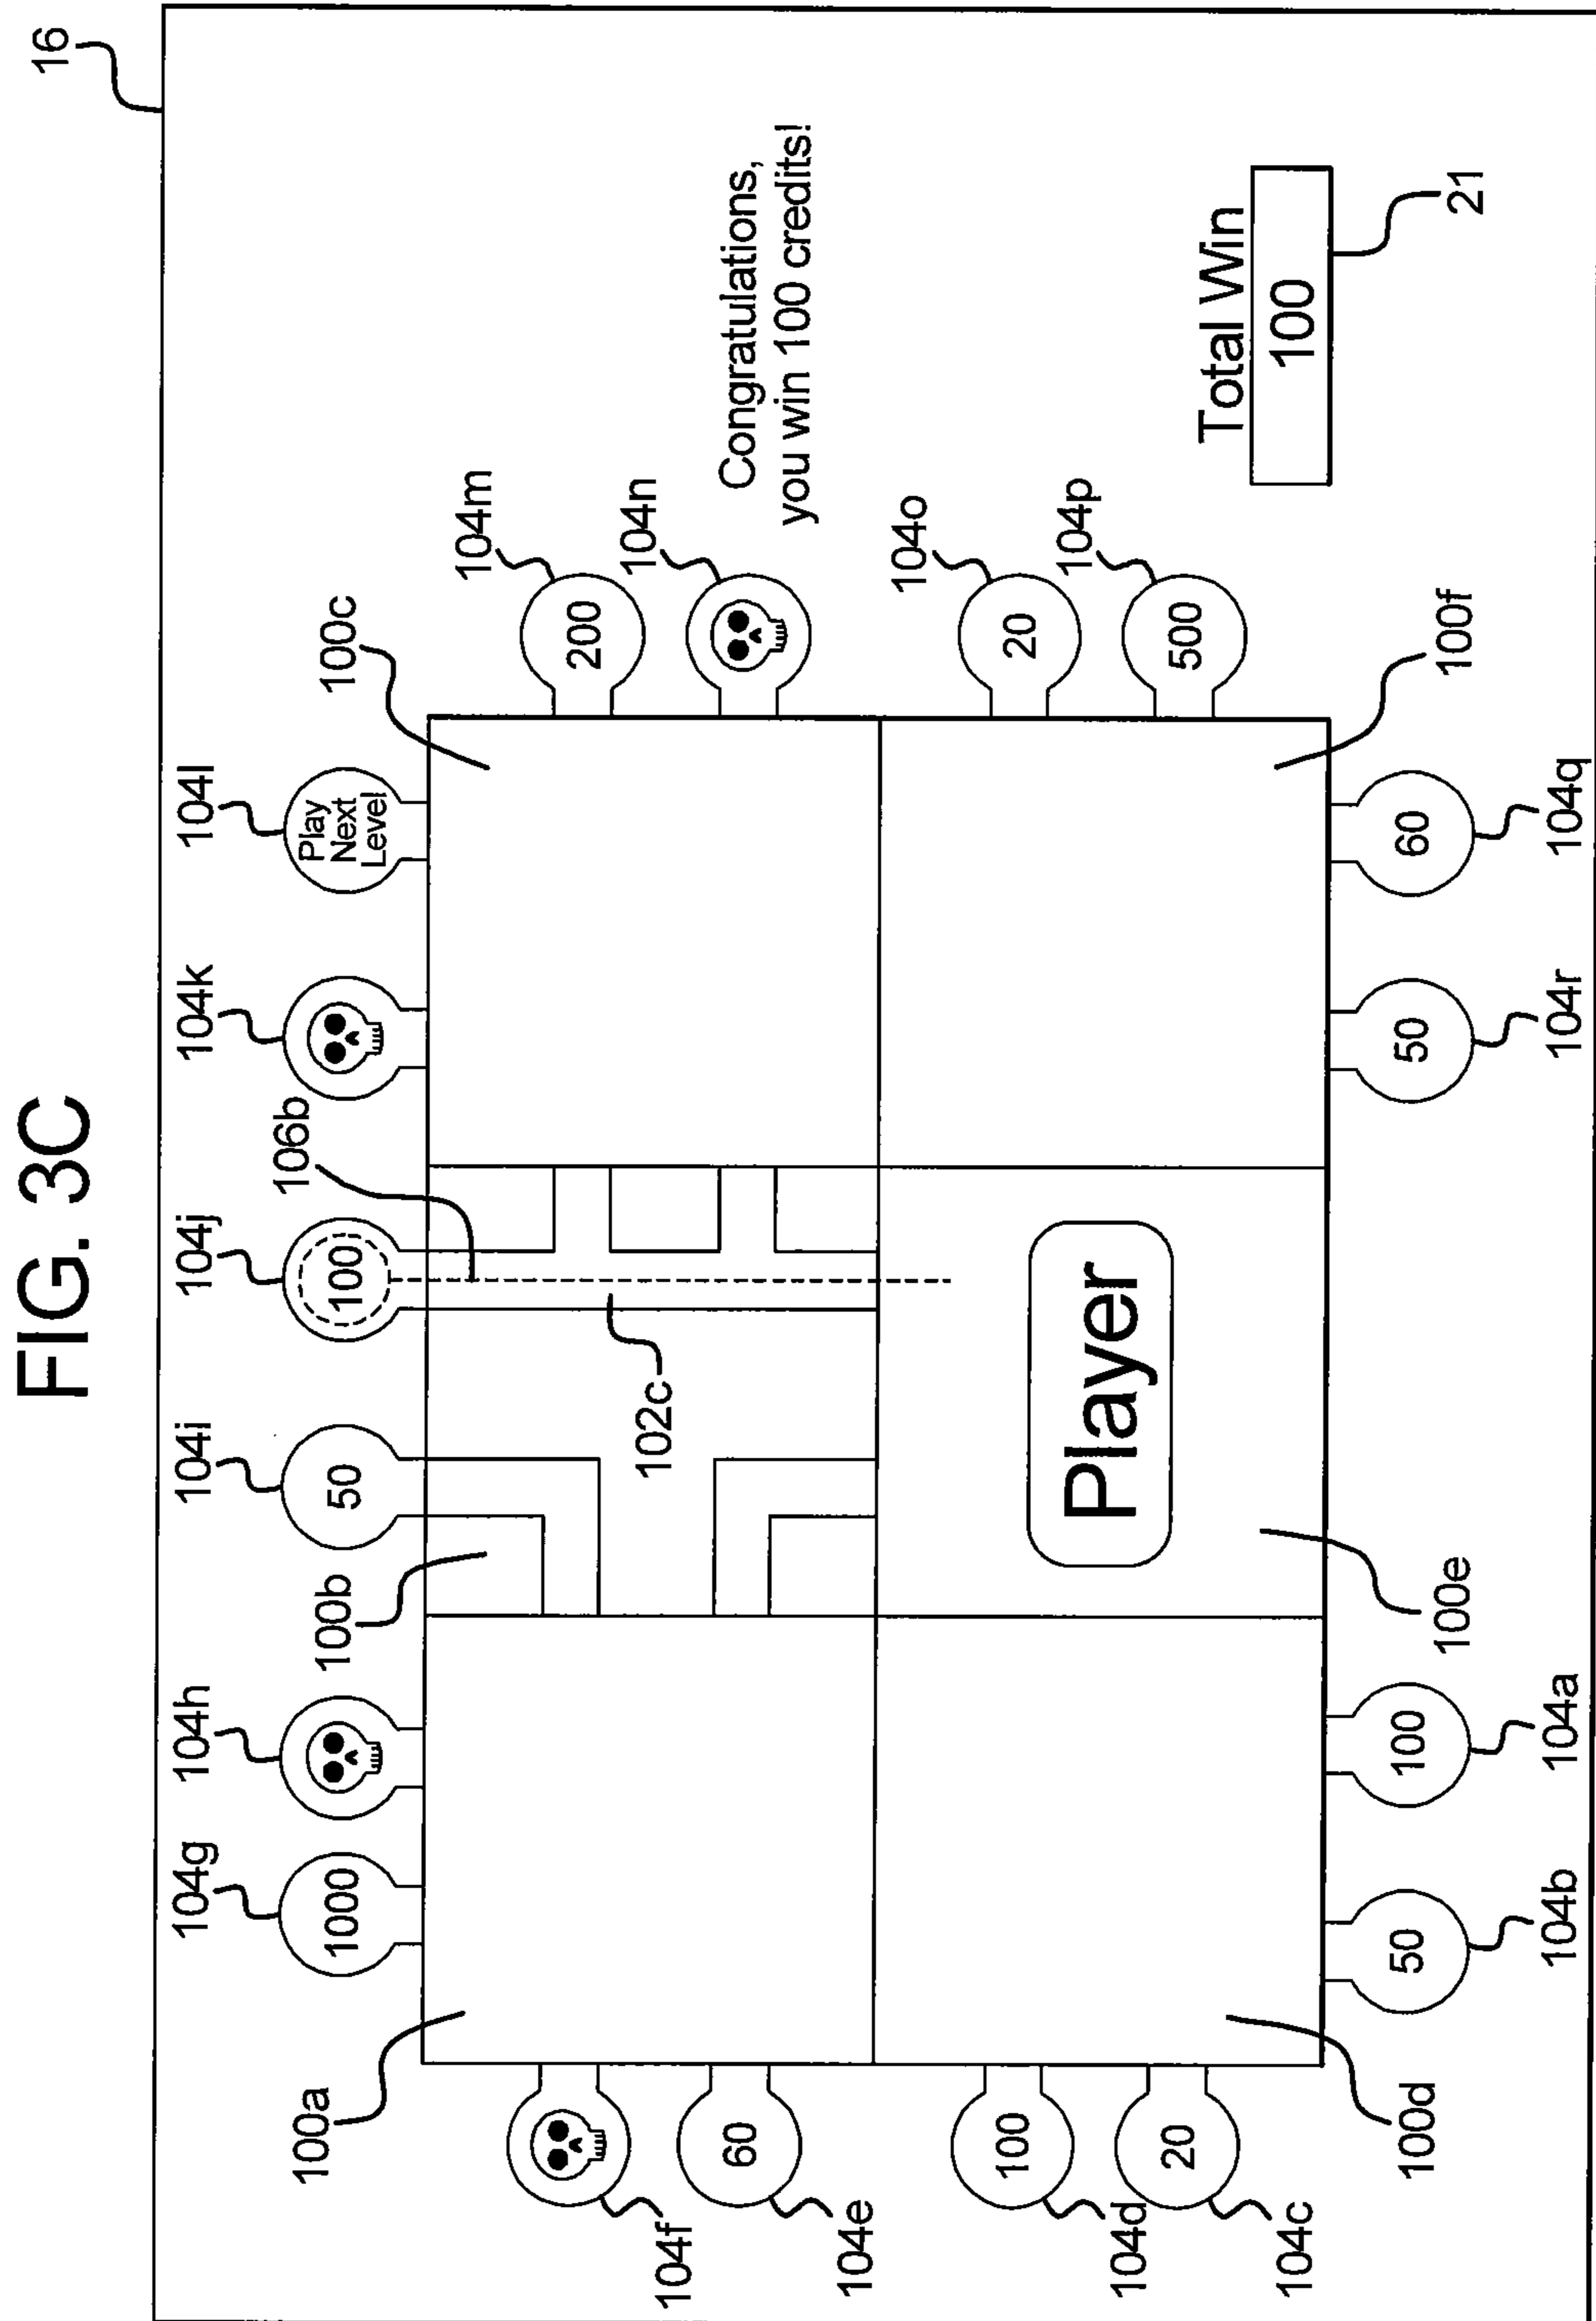 FIG. 3C
16
104g
104h
104i
104j
104k
104l
1000
50
100
Play
Next
Level
100a
100b
106b
100c
104f
104m
200
102c
104n
60
104e
Congratulations,
you win 100 credits!
104d
100
Player
20
104o
104c
20
500
104p
Total Win
100
21
100d
100e
100f
50
100
50
60
104b
104a
104r
104q